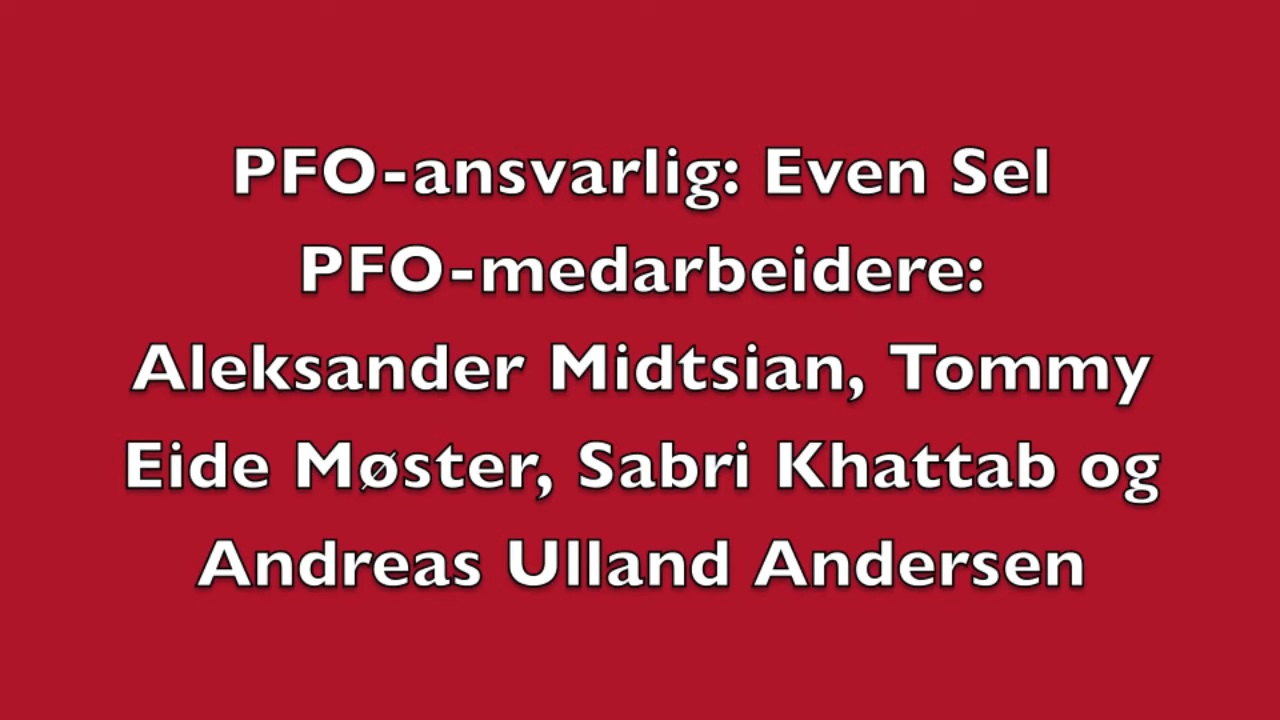 PFO-ansvarlig: Even Sel
PFO-medarbeidere:
Aleksander Midtsian, Tommy
Eide Møster, Sabri Khattab og
Andreas Ulland Andersen